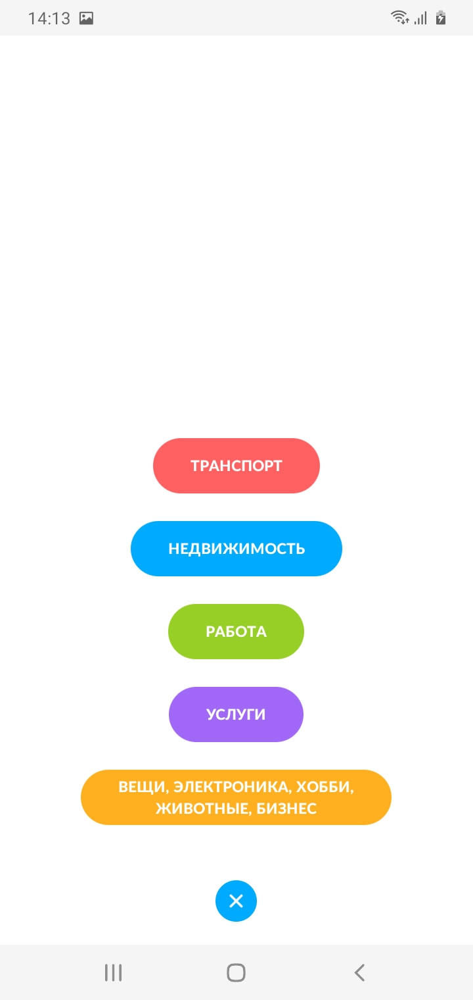 14:13
ТРАНСПОРТ
НЕДВИЖИМОСТЬ
РАБОТА
УСЛУГИ
ВЕЩИ, ЭЛЕКТРОНИКА, ХОББИ,
ЖИВОТНЫЕ, БИЗНЕС